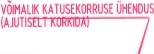 VÕIMALIK KATUSEKORRUSE ÜHENDUS
(AJUTISELT KORKIDA)